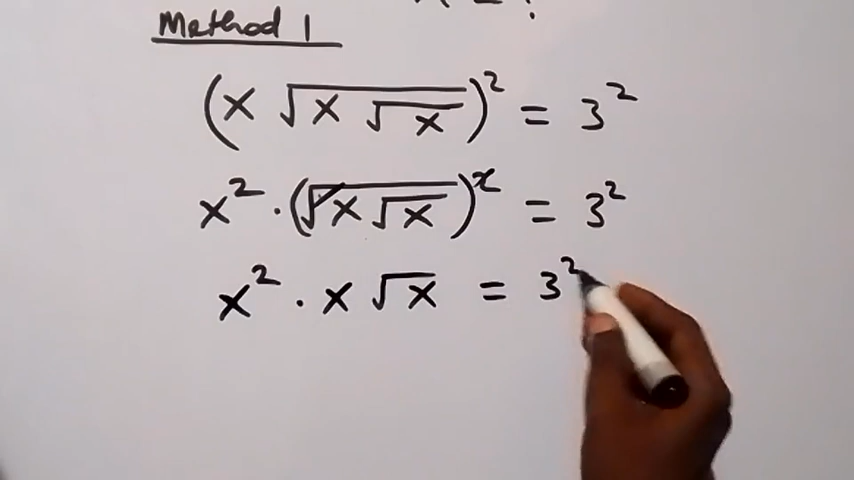 Method 1
(x √(x √x))² = 3²
x² · (√(x √x))² = 3²
x² · x √x = 3²